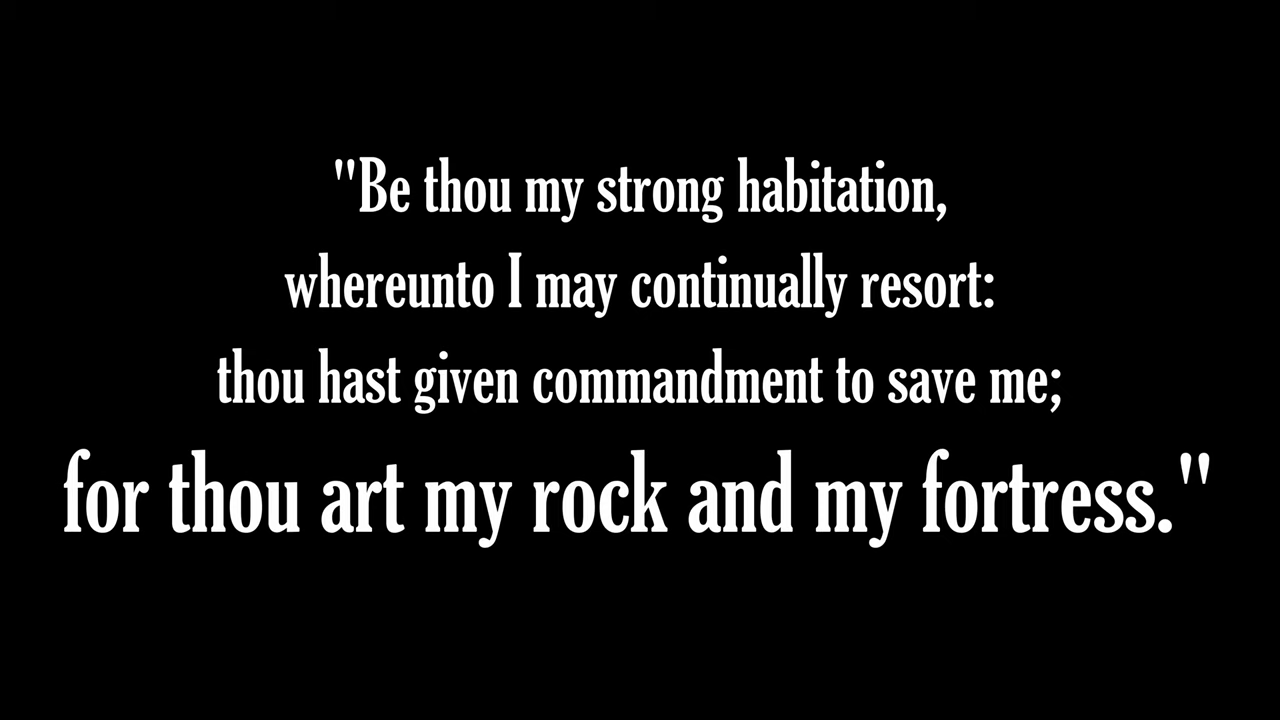 "Be thou my strong habitation,
whereunto I may continually resort:
thou hast given commandment to save me;
for thou art my rock and my fortress."